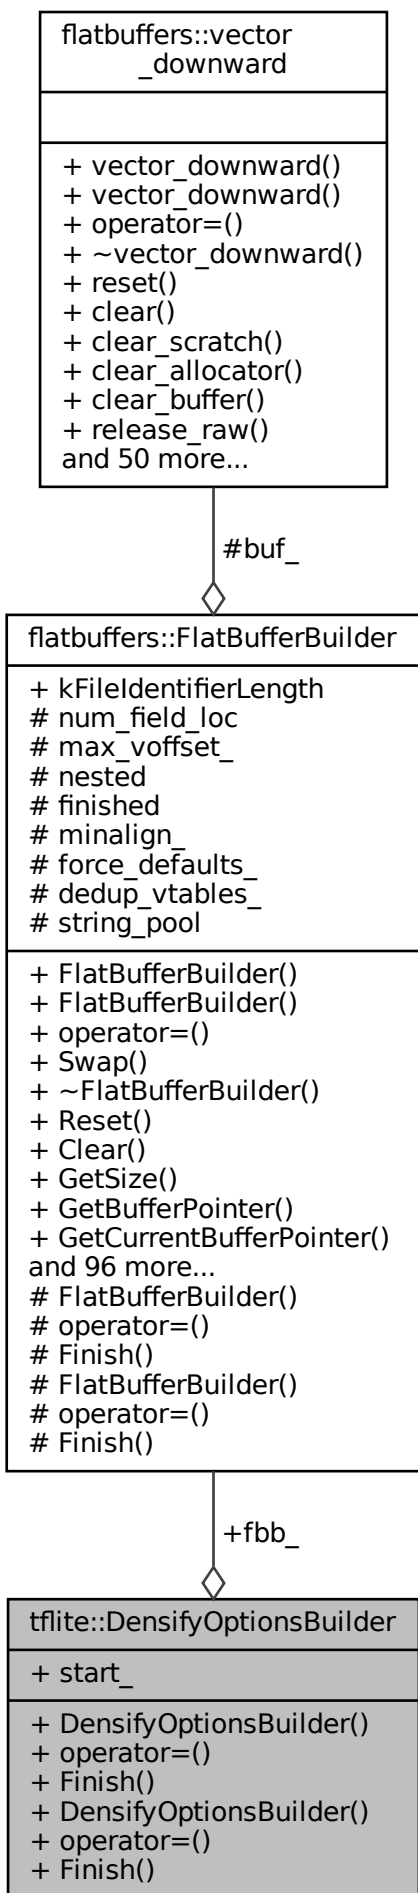 flatbuffers::vector
_downward
+ vector_downward()
+ vector_downward()
+ operator=()
+ ~vector_downward()
+ reset()
+ clear()
+ clear_scratch()
+ clear_allocator()
+ clear_buffer()
+ release_raw()
and 50 more...
#buf_
flatbuffers::FlatBufferBuilder
+ kFileIdentifierLength
# num_field_loc
# max_voffset_
# nested
# finished
# minalign_
# force_defaults_
# dedup_vtables_
# string_pool
+ FlatBufferBuilder()
+ FlatBufferBuilder()
+ operator=()
+ Swap()
+ ~FlatBufferBuilder()
+ Reset()
+ Clear()
+ GetSize()
+ GetBufferPointer()
+ GetCurrentBufferPointer()
and 96 more...
# FlatBufferBuilder()
# operator=()
# Finish()
# FlatBufferBuilder()
# operator=()
# Finish()
+fbb_
tflite::DensifyOptionsBuilder
+ start_
+ DensifyOptionsBuilder()
+ operator=()
+ Finish()
+ DensifyOptionsBuilder()
+ operator=()
+ Finish()